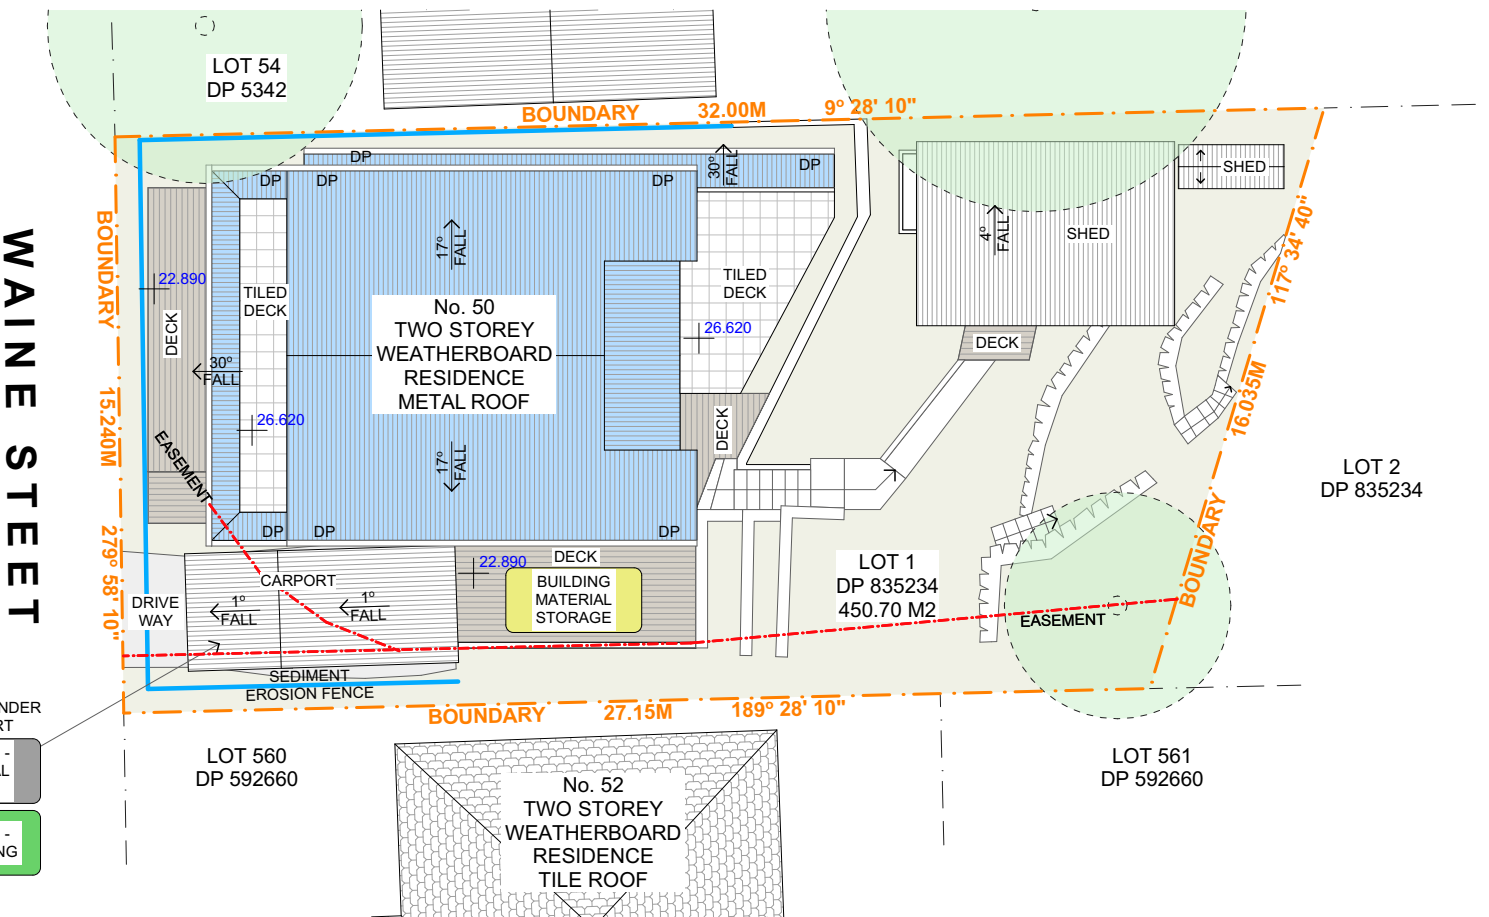 LOT 54
DP 5342
BOUNDARY 32.00M 9° 28' 10"
DP
DP
DP
DP
DP
30°
FALL
SHED
SHED
4°
FALL
BOUNDARY 15.240M 279° 58' 10"
WAINE STEET
22.890
DECK
TILED
DECK
17°
FALL
No. 50
TWO STOREY
WEATHERBOARD
RESIDENCE
METAL ROOF
TILED
DECK
26.620
117° 34' 40"
16.035M
BOUNDARY
DECK
30°
FALL
26.620
EASEMENT
17°
FALL
DECK
LOT 2
DP 835234
DP
DP
DP
22.890
DECK
BUILDING
MATERIAL
STORAGE
CARPORT
1°
FALL
1°
FALL
DRIVE
WAY
LOT 1
DP 835234
450.70 M2
EASEMENT
SEDIMENT
EROSION FENCE
BOUNDARY 27.15M 189° 28' 10"
NDER
RT
-
AL
-
NG
LOT 560
DP 592660
No. 52
TWO STOREY
WEATHERBOARD
RESIDENCE
TILE ROOF
LOT 561
DP 592660